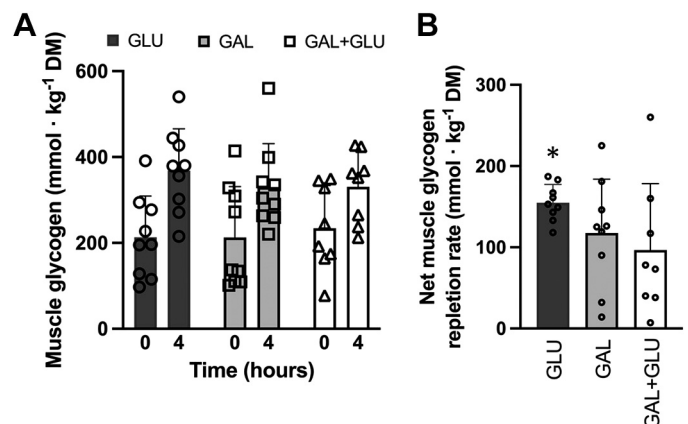 A
GLU GAL GAL+GLU
Muscle glycogen (mmol · kg⁻¹ DM)
600
400
200
0
0 4 0 4 0 4
Time (hours)
B
Net muscle glycogen
repletion rate (mmol · kg⁻¹ DM)
300
200
100
0
*
GLU
GAL
GAL+GLU